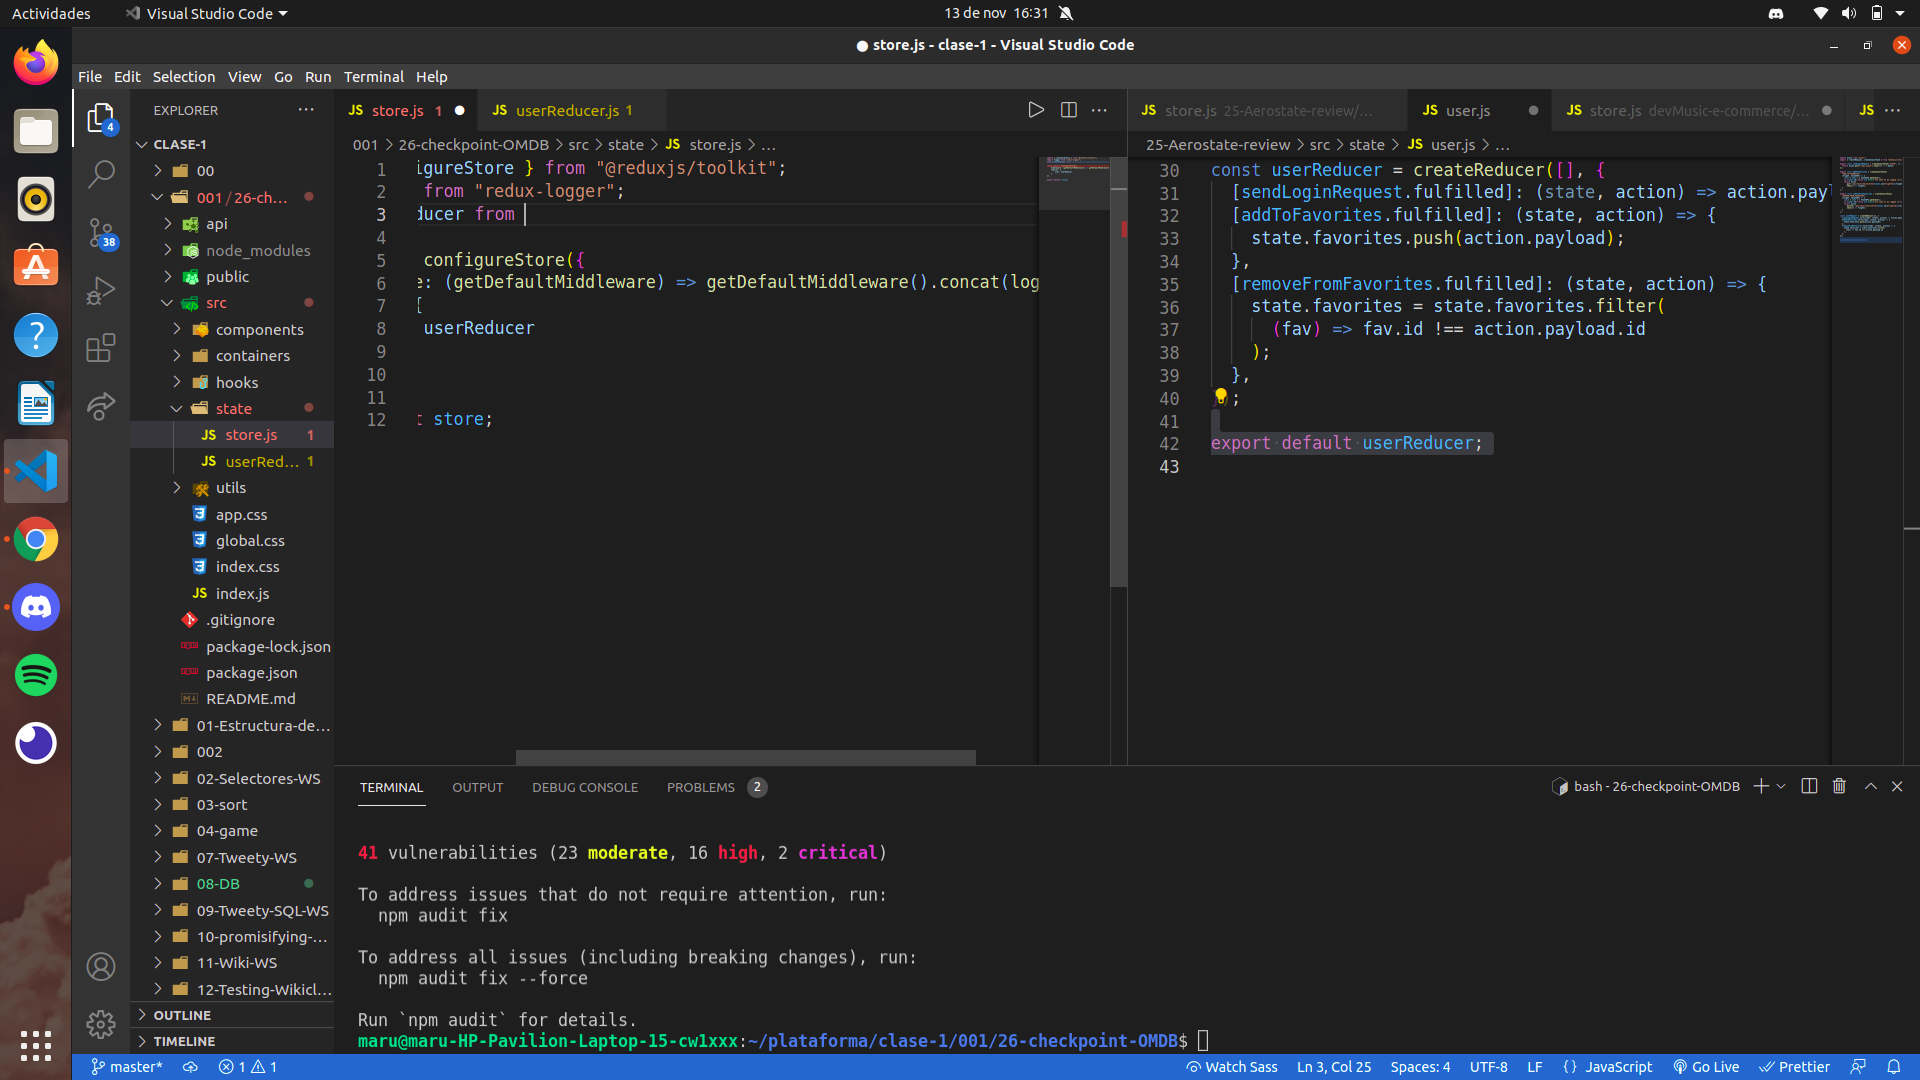 Actividades
Visual Studio Code
13 de nov 16:31
● store.js - clase-1 - Visual Studio Code
File Edit Selection View Go Run Terminal Help
EXPLORER
CLASE-1
00
001 / 26-ch...
api
node_modules
public
src
components
containers
hooks
state
JS store.js 1
JS userRed... 1
utils
app.css
global.css
index.css
JS index.js
.gitignore
package-lock.json
package.json
README.md
01-Estructura-de...
002
02-Selectores-WS
03-sort
04-game
07-Tweety-WS
08-DB
09-Tweety-SQL-WS
10-promisifying-...
11-Wiki-WS
12-Testing-Wikicl...
OUTLINE
TIMELINE
4
38
JS store.js 1 ●
JS userReducer.js 1
001 > 26-checkpoint-OMDB > src > state > JS store.js > ...
1 igureStore } from "@reduxjs/toolkit";
2 from "redux-logger";
3 ducer from
4
5 configureStore({
6 e: (getDefaultMiddleware) => getDefaultMiddleware().concat(log
7 {
8 userReducer
9
10
11
12 t store;
JS store.js 25-Aerostate-review/...
JS user.js ●
JS store.js devMusic-e-commerce/... ●
JS
25-Aerostate-review > src > state > JS user.js > ...
30 const userReducer = createReducer([], {
31 [sendLoginRequest.fulfilled]: (state, action) => action.payl
32 [addToFavorites.fulfilled]: (state, action) => {
33 state.favorites.push(action.payload);
34 },
35 [removeFromFavorites.fulfilled]: (state, action) => {
36 state.favorites = state.favorites.filter(
37 (fav) => fav.id !== action.payload.id
38 );
39 },
40 ;
41
42 export default userReducer;
43
TERMINAL OUTPUT DEBUG CONSOLE PROBLEMS 2
bash - 26-checkpoint-OMDB
41 vulnerabilities (23 moderate, 16 high, 2 critical)
To address issues that do not require attention, run:
npm audit fix
To address all issues (including breaking changes), run:
npm audit fix --force
Run `npm audit` for details.
maru@maru-HP-Pavilion-Laptop-15-cw1xxx:~/plataforma/clase-1/001/26-checkpoint-OMDB$
master* 1 1
Watch Sass Ln 3, Col 25 Spaces: 4 UTF-8 LF {} JavaScript Go Live Prettier